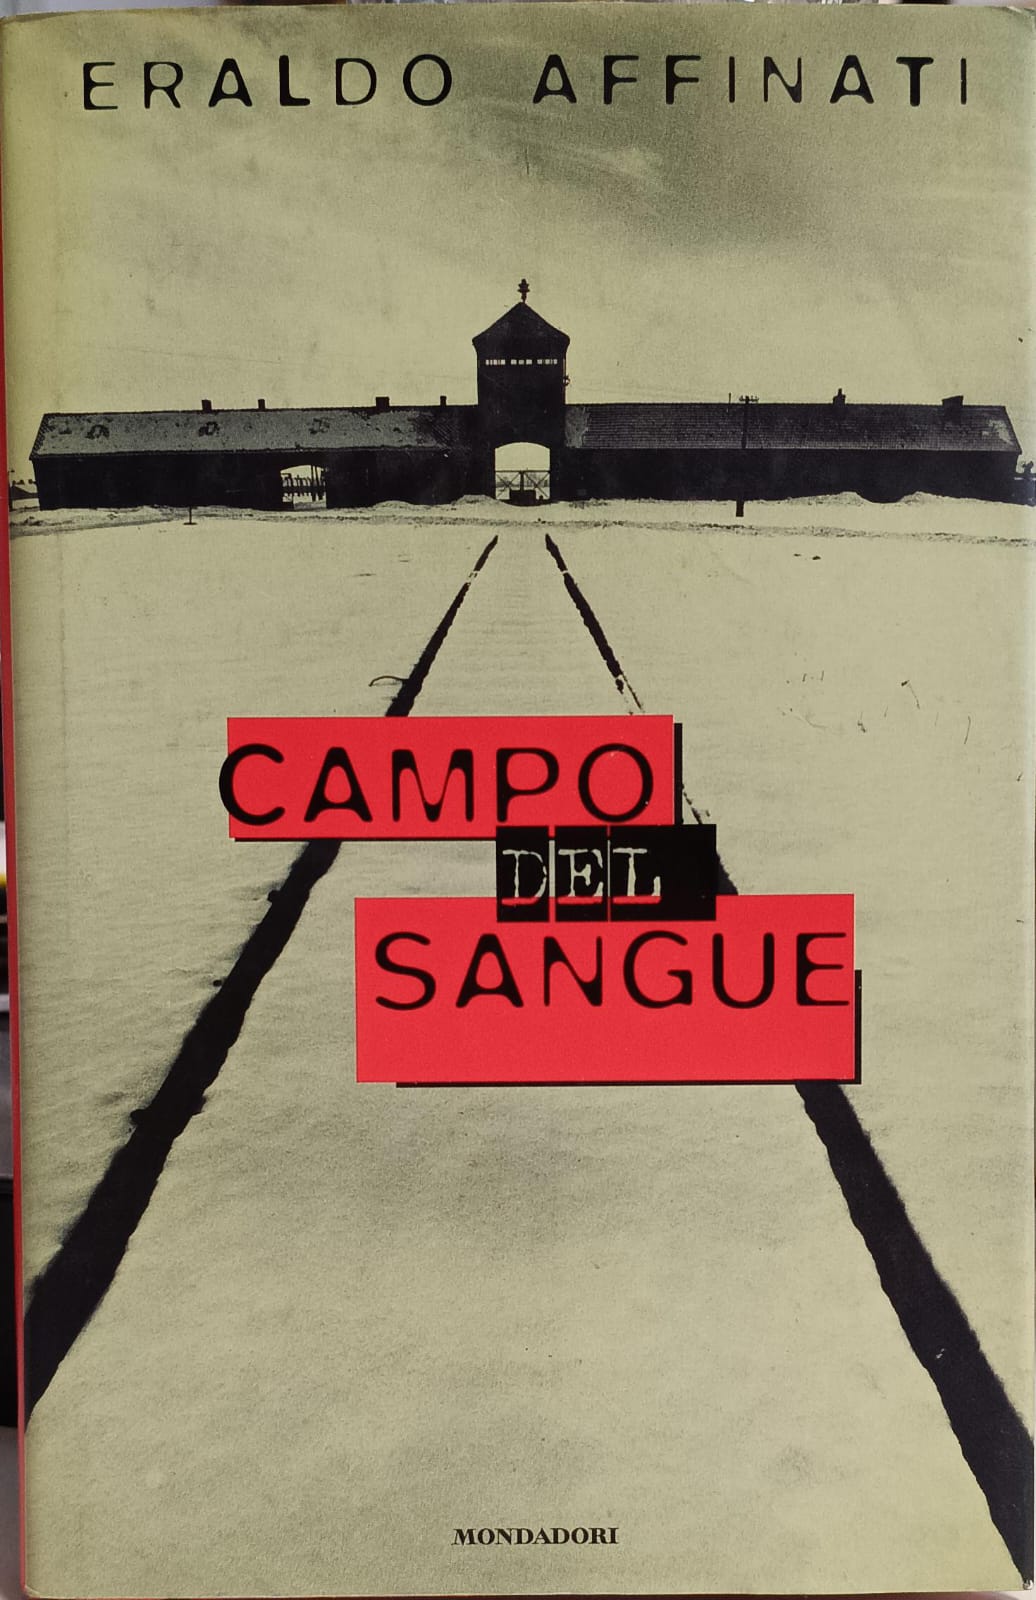 ERALDO AFFINATI
CAMPO
DEL
SANGUE
MONDADORI